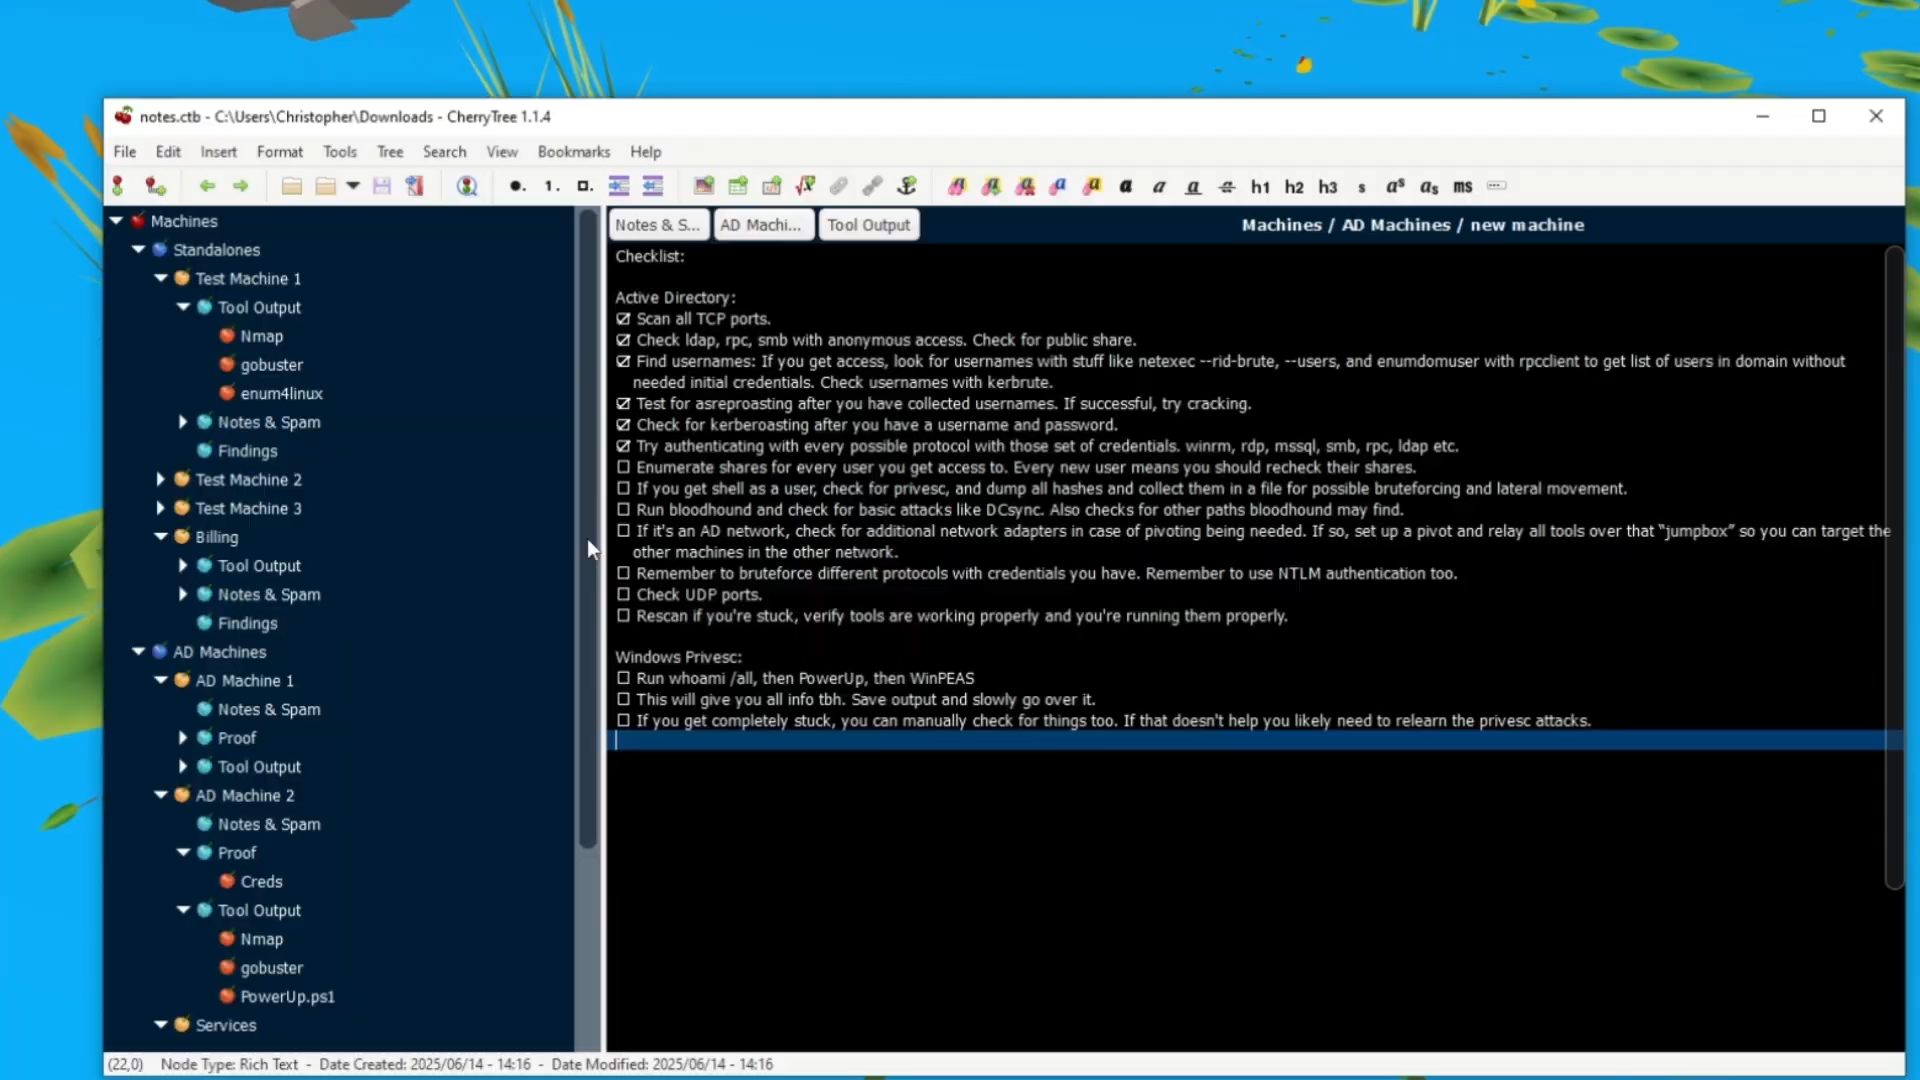 notes.ctb - C:\Users\Christopher\Downloads - CherryTree 1.1.4
File Edit Insert Format Tools Tree Search View Bookmarks Help
1. a a a a a a a a h1 h2 h3 s as as ms
Machines
Standalones
Test Machine 1
Tool Output
Nmap
gobuster
enum4linux
Notes & Spam
Findings
Test Machine 2
Test Machine 3
Billing
Tool Output
Notes & Spam
Findings
AD Machines
AD Machine 1
Notes & Spam
Proof
Tool Output
AD Machine 2
Notes & Spam
Proof
Creds
Tool Output
Nmap
gobuster
PowerUp.ps1
Services
Notes & S... AD Machi... Tool Output Machines / AD Machines / new machine
Checklist:
Active Directory:
☑ Scan all TCP ports.
☑ Check ldap, rpc, smb with anonymous access. Check for public share.
☑ Find usernames: If you get access, look for usernames with stuff like netexec --rid-brute, --users, and enumdomuser with rpcclient to get list of users in domain without
needed initial credentials. Check usernames with kerbrute.
☑ Test for asreproasting after you have collected usernames. If successful, try cracking.
☑ Check for kerberoasting after you have a username and password.
☑ Try authenticating with every possible protocol with those set of credentials. winrm, rdp, mssql, smb, rpc, ldap etc.
☐ Enumerate shares for every user you get access to. Every new user means you should recheck their shares.
☐ If you get shell as a user, check for privesc, and dump all hashes and collect them in a file for possible bruteforcing and lateral movement.
☐ Run bloodhound and check for basic attacks like DCsync. Also checks for other paths bloodhound may find.
☐ If it's an AD network, check for additional network adapters in case of pivoting being needed. If so, set up a pivot and relay all tools over that “jumpbox” so you can target the
other machines in the other network.
☐ Remember to bruteforce different protocols with credentials you have. Remember to use NTLM authentication too.
☐ Check UDP ports.
☐ Rescan if you're stuck, verify tools are working properly and you're running them properly.
Windows Privesc:
☐ Run whoami /all, then PowerUp, then WinPEAS
☐ This will give you all info tbh. Save output and slowly go over it.
☐ If you get completely stuck, you can manually check for things too. If that doesn't help you likely need to relearn the privesc attacks.
(22,0) Node Type: Rich Text - Date Created: 2025/06/14 - 14:16 - Date Modified: 2025/06/14 - 14:16